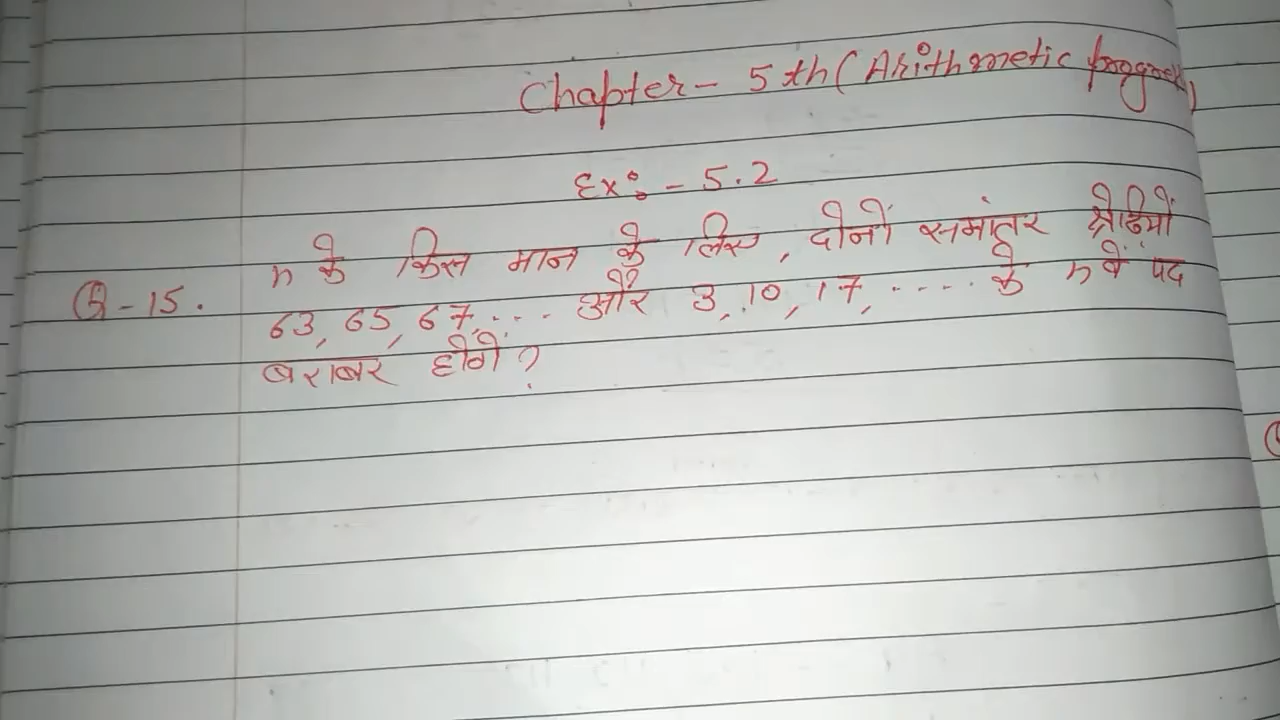 Chapter - 5th (Arithmetic progress)
Ex:- 5.2
Q-15. n के किस मान के लिए, दोनों समांतर श्रेढियों
63, 65, 67, .... और 3, 10, 17, ..... के n वें पद
बराबर होंगे?